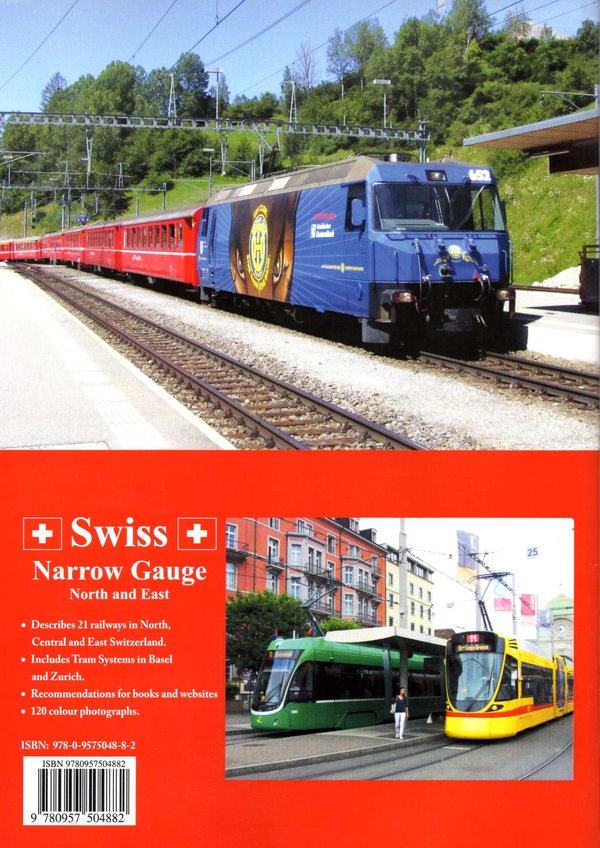 652
Graubündner
Kantonalbank
Swiss
Narrow Gauge
North and East
• Describes 21 railways in North,
Central and East Switzerland.
• Includes Tram Systems in Basel
and Zurich.
• Recommendations for books and websites
• 120 colour photographs.
ISBN: 978-0-9575048-8-2
ISBN 9780957504882
9 780957 504882
25
11